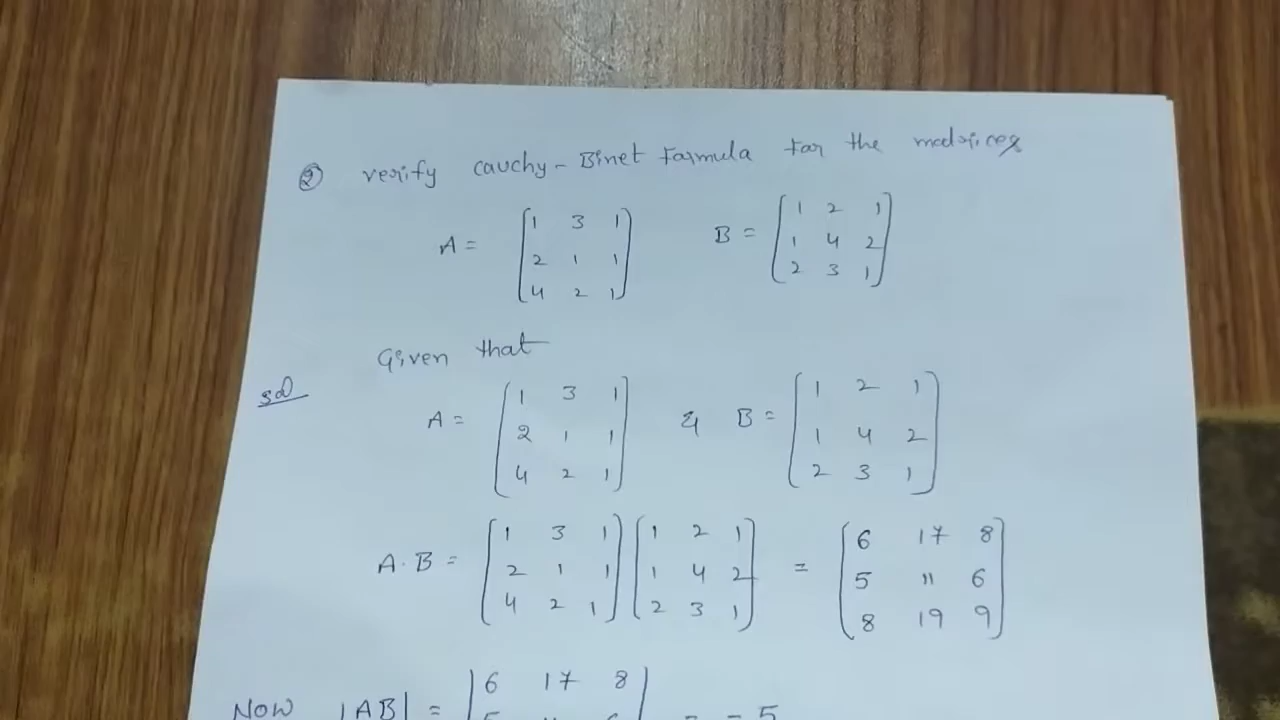 ② verify cauchy-Binet Formula for the matrices
A = [1 3 1; 2 1 1; 4 2 1] B = [1 2 1; 1 4 2; 2 3 1]
Given that
sol
A = [1 3 1; 2 1 1; 4 2 1] & B = [1 2 1; 1 4 2; 2 3 1]
A·B = [1 3 1; 2 1 1; 4 2 1] [1 2 1; 1 4 2; 2 3 1] = [6 17 8; 5 11 6; 8 19 9]
Now |AB| = |6 17 8 | = -5